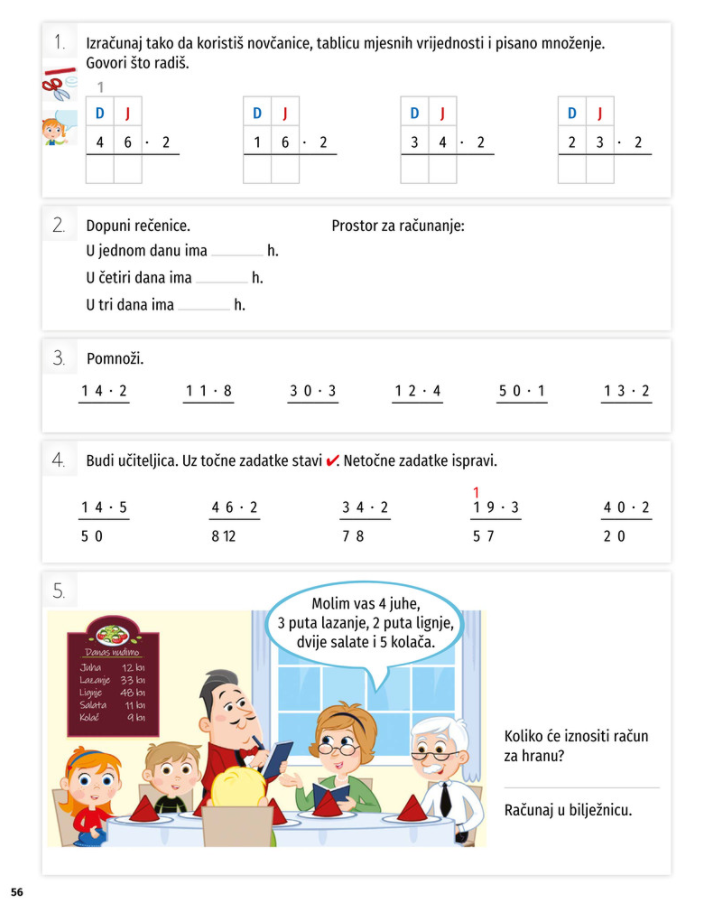 1. Izračunaj tako da koristiš novčanice, tablicu mjesnih vrijednosti i pisano množenje.
Govori što radiš.
1
D J D J D J D J
4 6 · 2 1 6 · 2 3 4 · 2 2 3 · 2
2. Dopuni rečenice. Prostor za računanje:
U jednom danu ima ______ h.
U četiri dana ima ______ h.
U tri dana ima ______ h.
3. Pomnoži.
1 4 · 2 1 1 · 8 3 0 · 3 1 2 · 4 5 0 · 1 1 3 · 2
4. Budi učiteljica. Uz točne zadatke stavi ✔. Netočne zadatke ispravi.
1
1 4 · 5 4 6 · 2 3 4 · 2 1 9 · 3 4 0 · 2
5 0 8 12 7 8 5 7 2 0
5.
Molim vas 4 juhe,
3 puta lazanje, 2 puta lignje,
dvije salate i 5 kolača.
Danas nudimo
Juha 12 kn
Lazanje 33 kn
Lignje 48 kn
Salata 11 kn
Kolač 9 kn
Koliko će iznositi račun
za hranu?
Računaj u bilježnicu.
56